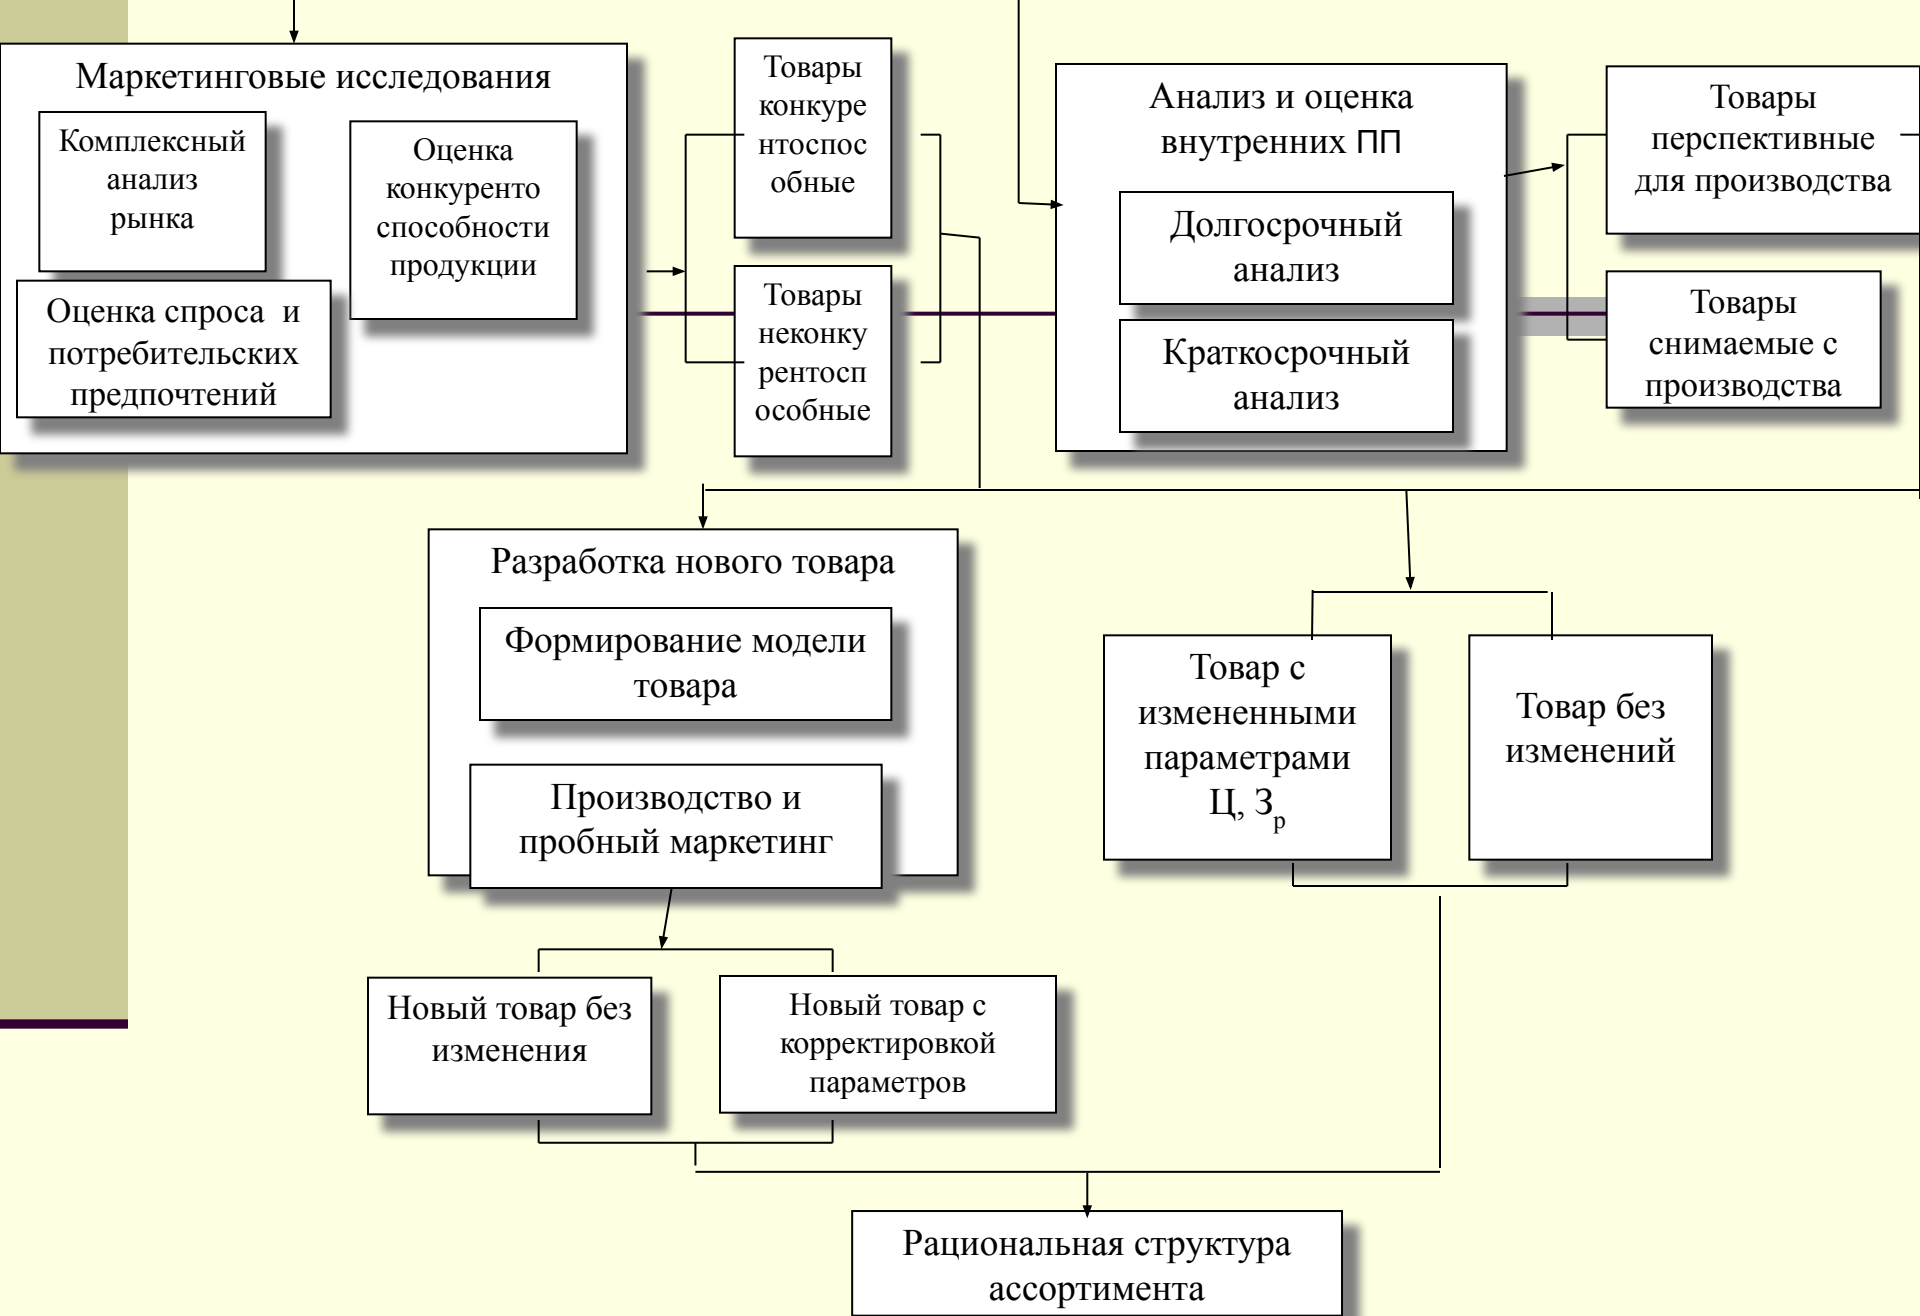 Маркетинговые исследования
Комплексный
анализ
рынка
Оценка
конкуренто
способности
продукции
Оценка спроса и
потребительских
предпочтений
Товары
конкуре
нтоспос
обные
Товары
неконку
рентосп
особные
Анализ и оценка
внутренних ПП
Долгосрочный
анализ
Краткосрочный
анализ
Товары
перспективные
для производства
Товары
снимаемые с
производства
Разработка нового товара
Формирование модели
товара
Производство и
пробный маркетинг
Товар с
измененными
параметрами
Ц, Зр
Товар без
изменений
Новый товар без
изменения
Новый товар с
корректировкой
параметров
Рациональная структура
ассортимента